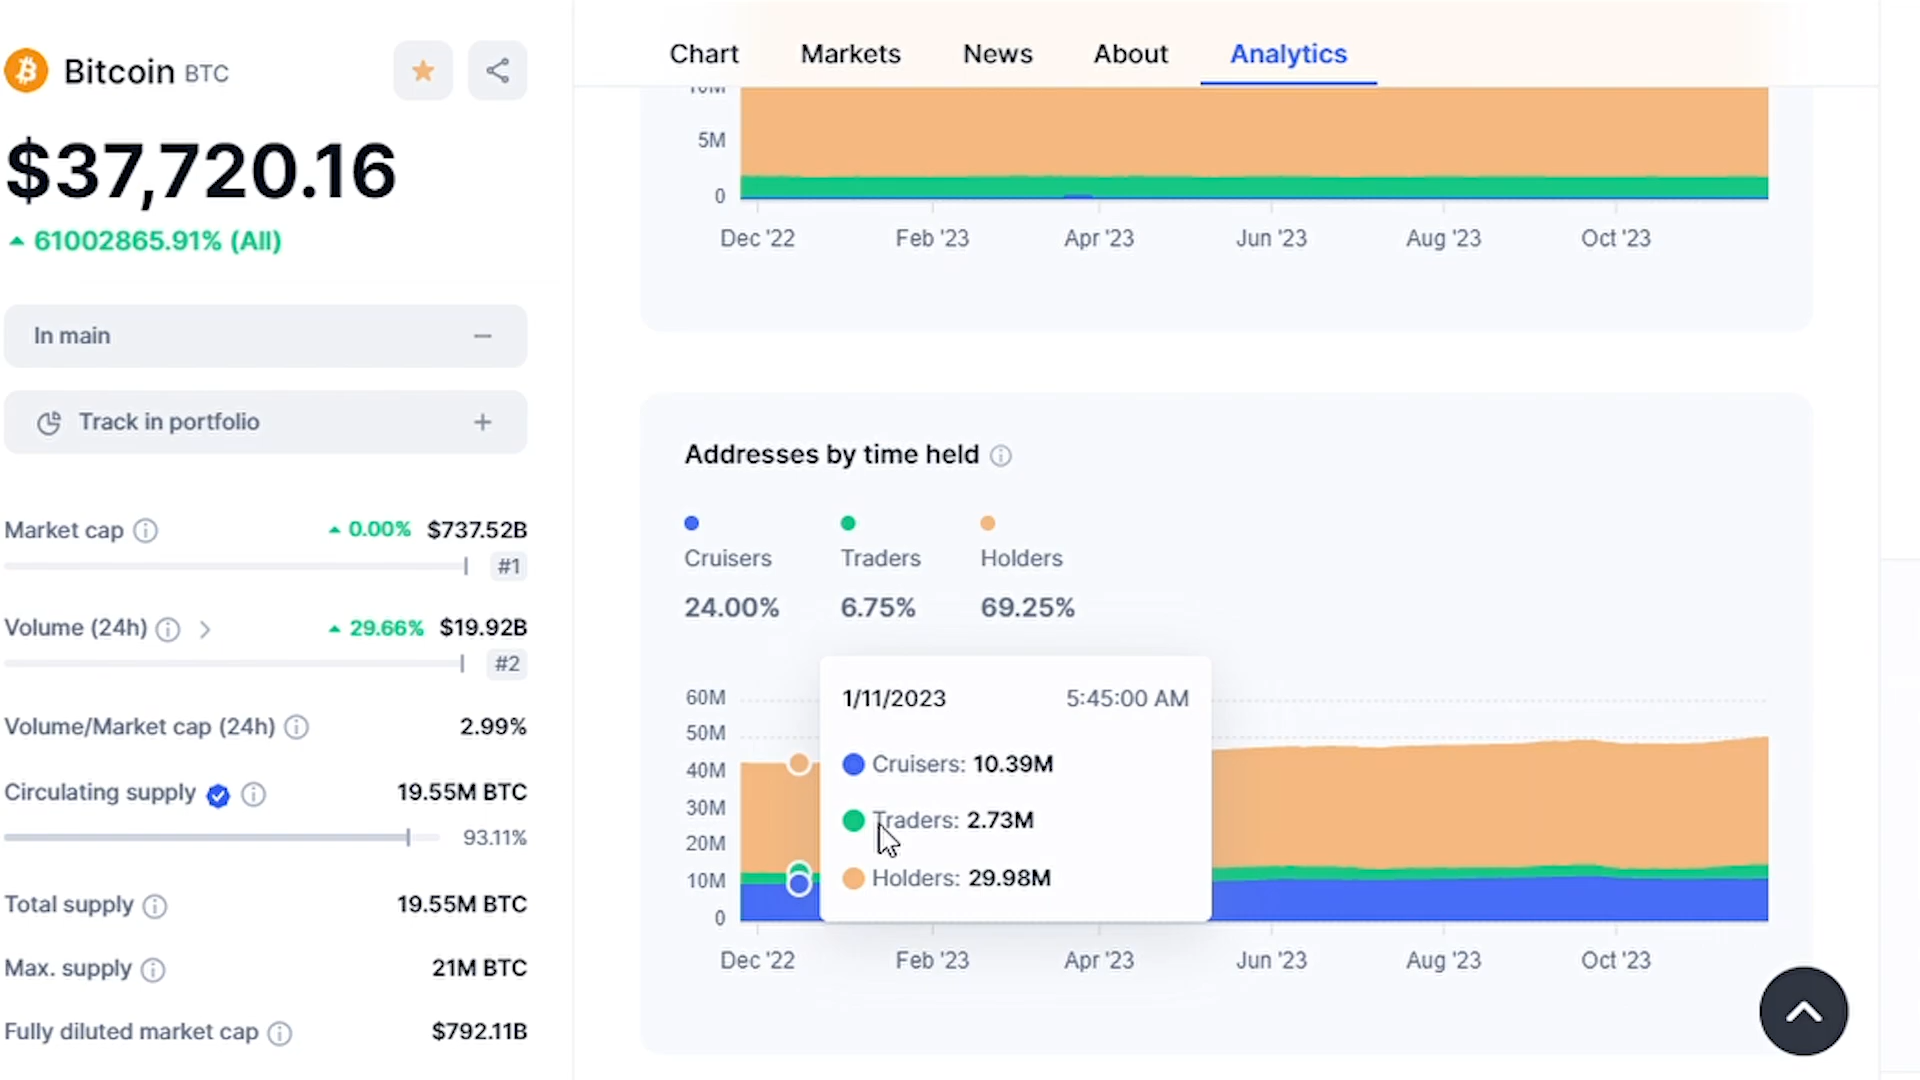 Bitcoin BTC
$37,720.16
61002865.91% (All)
In main
Track in portfolio
Market cap 0.00% $737.52B
#1
Volume (24h) 29.66% $19.92B
#2
Volume/Market cap (24h) 2.99%
Circulating supply 19.55M BTC
93.11%
Total supply 19.55M BTC
Max. supply 21M BTC
Fully diluted market cap $792.11B
Chart Markets News About Analytics
10M
5M
0
Dec '22 Feb '23 Apr '23 Jun '23 Aug '23 Oct '23
Addresses by time held
Cruisers Traders Holders
24.00% 6.75% 69.25%
60M
50M
40M
30M
20M
10M
0
1/11/2023 5:45:00 AM
Cruisers: 10.39M
Traders: 2.73M
Holders: 29.98M
Dec '22 Feb '23 Apr '23 Jun '23 Aug '23 Oct '23